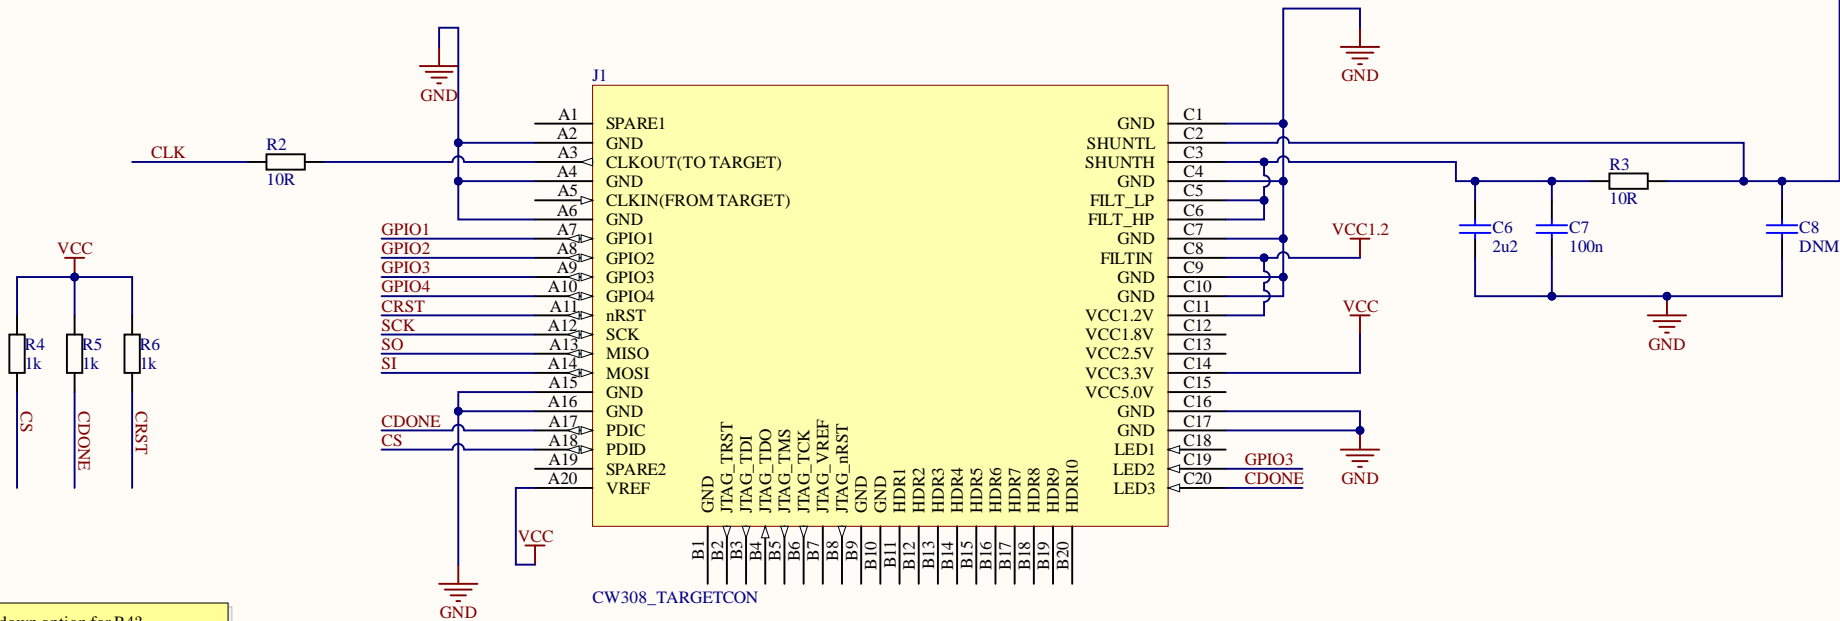 J1
GND
GND
A1
SPARE1
A2
GND
CLK
R2
10R
A3
CLKOUT(TO TARGET)
A4
GND
A5
CLKIN(FROM TARGET)
A6
GND
GPIO1
A7
GPIO1
GPIO2
A8
GPIO2
GPIO3
A9
GPIO3
GPIO4
A10
GPIO4
CRST
A11
nRST
SCK
A12
SCK
SO
A13
MISO
SI
A14
MOSI
A15
GND
A16
GND
CDONE
A17
PDIC
CS
A18
PDID
A19
SPARE2
A20
VREF
VCC
GND
VCC
R4
1k
R5
1k
R6
1k
CS
CDONE
CRST
GND
C1
SHUNTL
C2
SHUNTH
C3
GND
C4
FILT_LP
C5
FILT_HP
C6
GND
C7
FILTIN
C8
GND
C9
GND
C10
VCC1.2V
C11
VCC1.8V
C12
VCC2.5V
C13
VCC3.3V
C14
VCC5.0V
C15
GND
C16
GND
C17
LED1
C18
LED2
C19
GPIO3
LED3
C20
CDONE
VCC1.2
VCC
GND
R3
10R
C6
2u2
C7
100n
C8
DNM
GND
GND
JTAG_TRST
JTAG_TDI
JTAG_TDO
JTAG_TMS
JTAG_TCK
JTAG_VREF
JTAG_nRST
GND
GND
HDR1
HDR2
HDR3
HDR4
HDR5
HDR6
HDR7
HDR8
HDR9
HDR10
B1
B2
B3
B4
B5
B6
B7
B8
B9
B10
B11
B12
B13
B14
B15
B16
B17
B18
B19
B20
CW308_TARGETCON